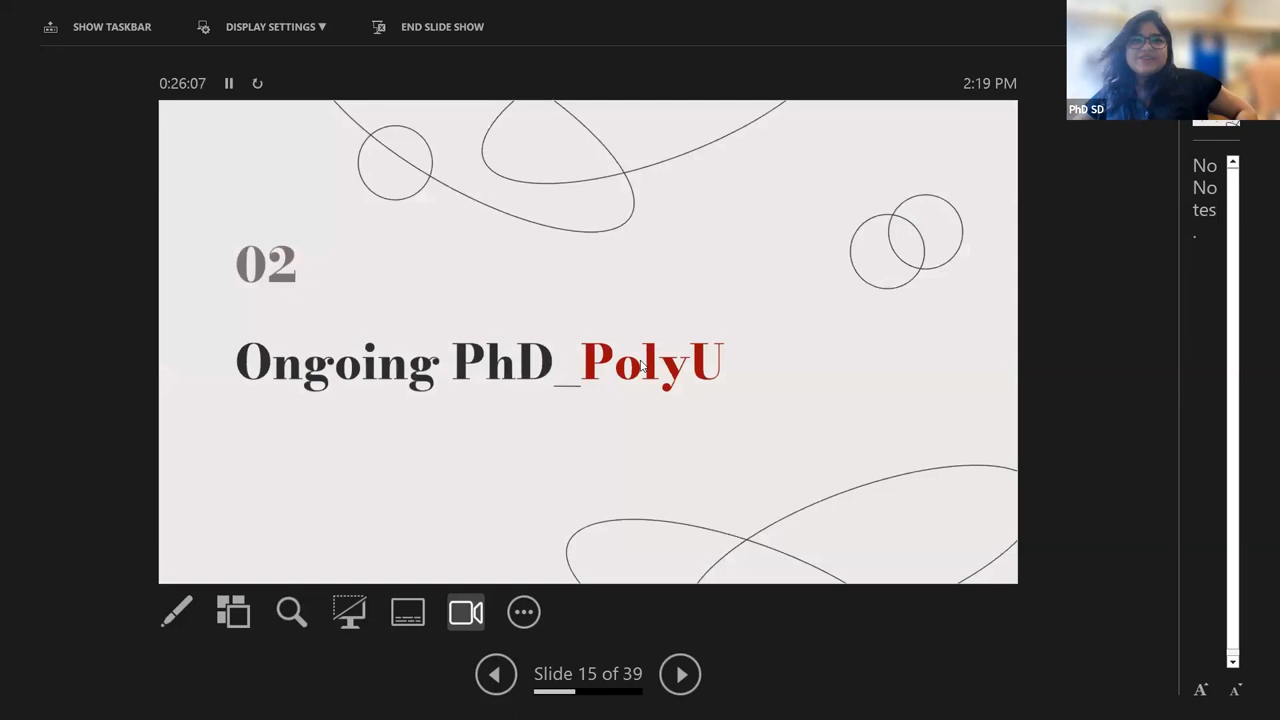 SHOW TASKBAR
DISPLAY SETTINGS ▼
END SLIDE SHOW
PhD SD
0:26:07
2:19 PM
No
No
tes
.
02
Ongoing PhD_PolyU
Slide 15 of 39
A
A